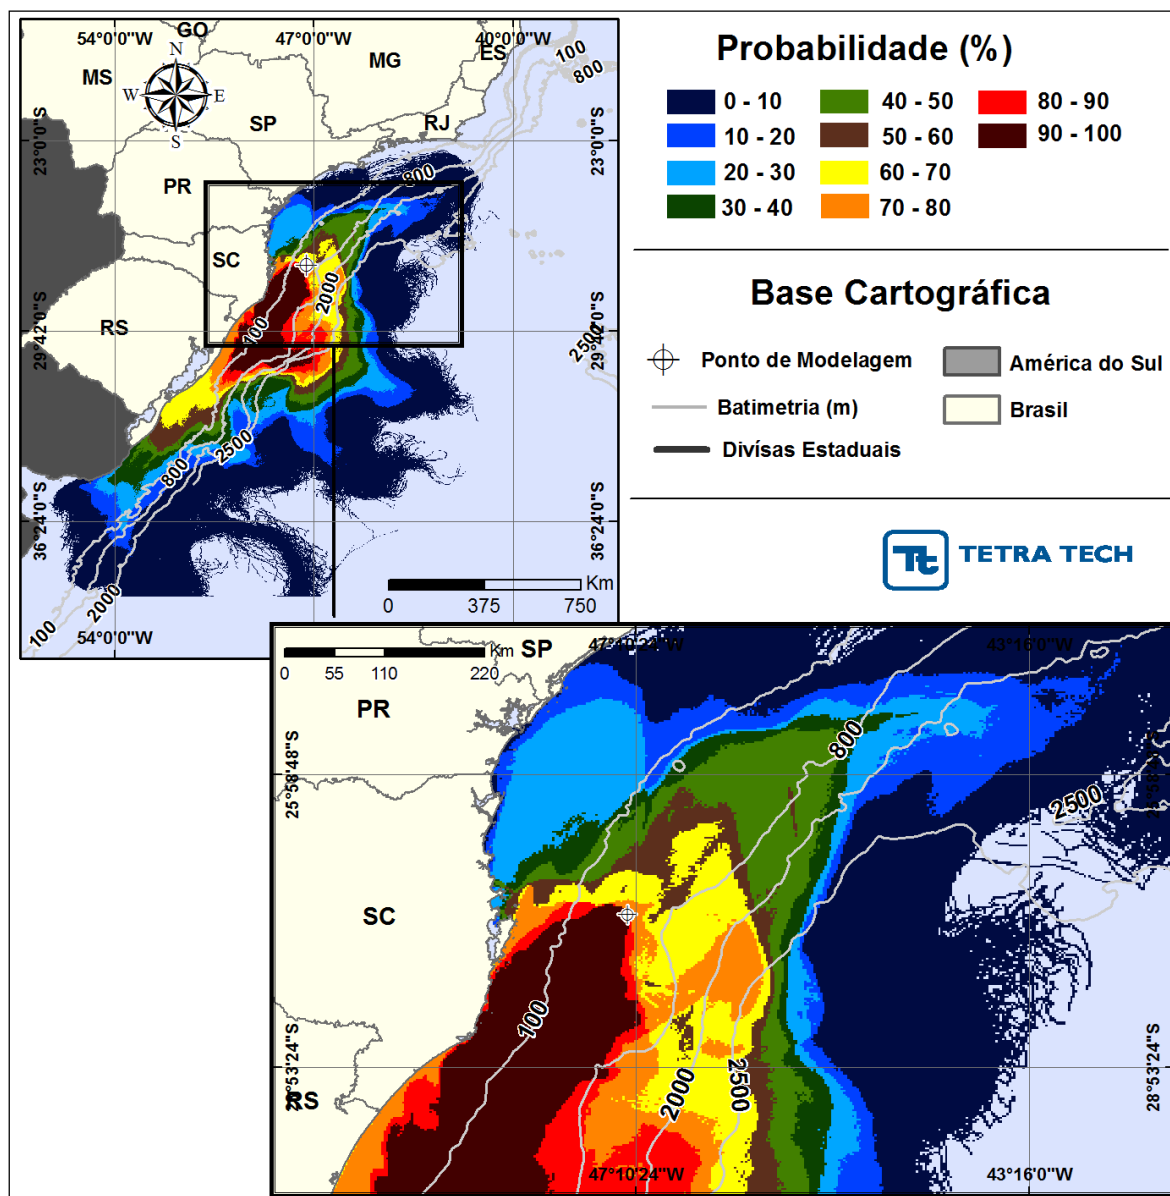 GO
54°0'0"W
47°0'0"W
40°0'0"W
ES
100
800
MG
MS
N
W
E
S
SP
RJ
23°0'0"S
23°0'0"S
PR
800
SC
2000
100
RS
29°42'0"S
2500
29°42'0"S
2500
800
36°24'0"S
36°24'0"S
Km
0 375 750
100
2000
54°0'0"W
Probabilidade (%)
0 - 10
10 - 20
20 - 30
30 - 40
40 - 50
50 - 60
60 - 70
70 - 80
80 - 90
90 - 100
Base Cartográfica
Ponto de Modelagem
Batimetria (m)
Divísas Estaduais
América do Sul
Brasil
Tt TETRA TECH
Km
0 55 110 220
SP
47°10'24"W
43°16'0"W
PR
800
25°58'48"S
2500
SC
100
2000
2500
28°53'24"S
RS
47°10'24"W
43°16'0"W